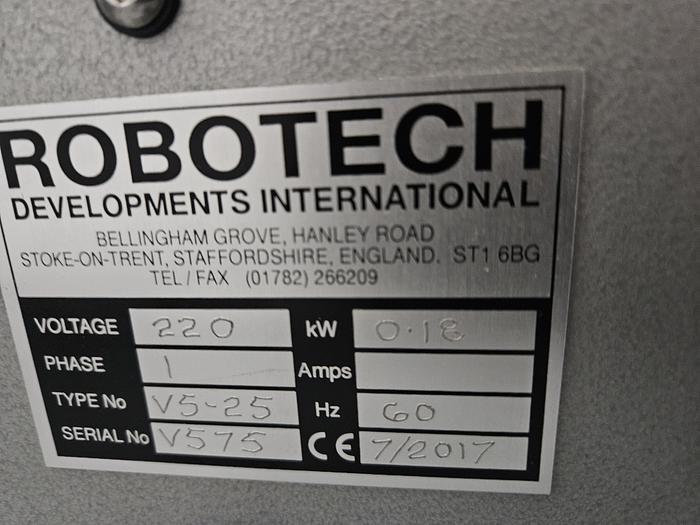 ROBOTECH
DEVELOPMENTS INTERNATIONAL
BELLINGHAM GROVE, HANLEY ROAD
STOKE-ON-TRENT, STAFFORDSHIRE, ENGLAND. ST1 6BG
TEL / FAX (01782) 266209
VOLTAGE 220 kW 0.18
PHASE 1 Amps
TYPE No V5-25 Hz 60
SERIAL No V575 CE 7/2017